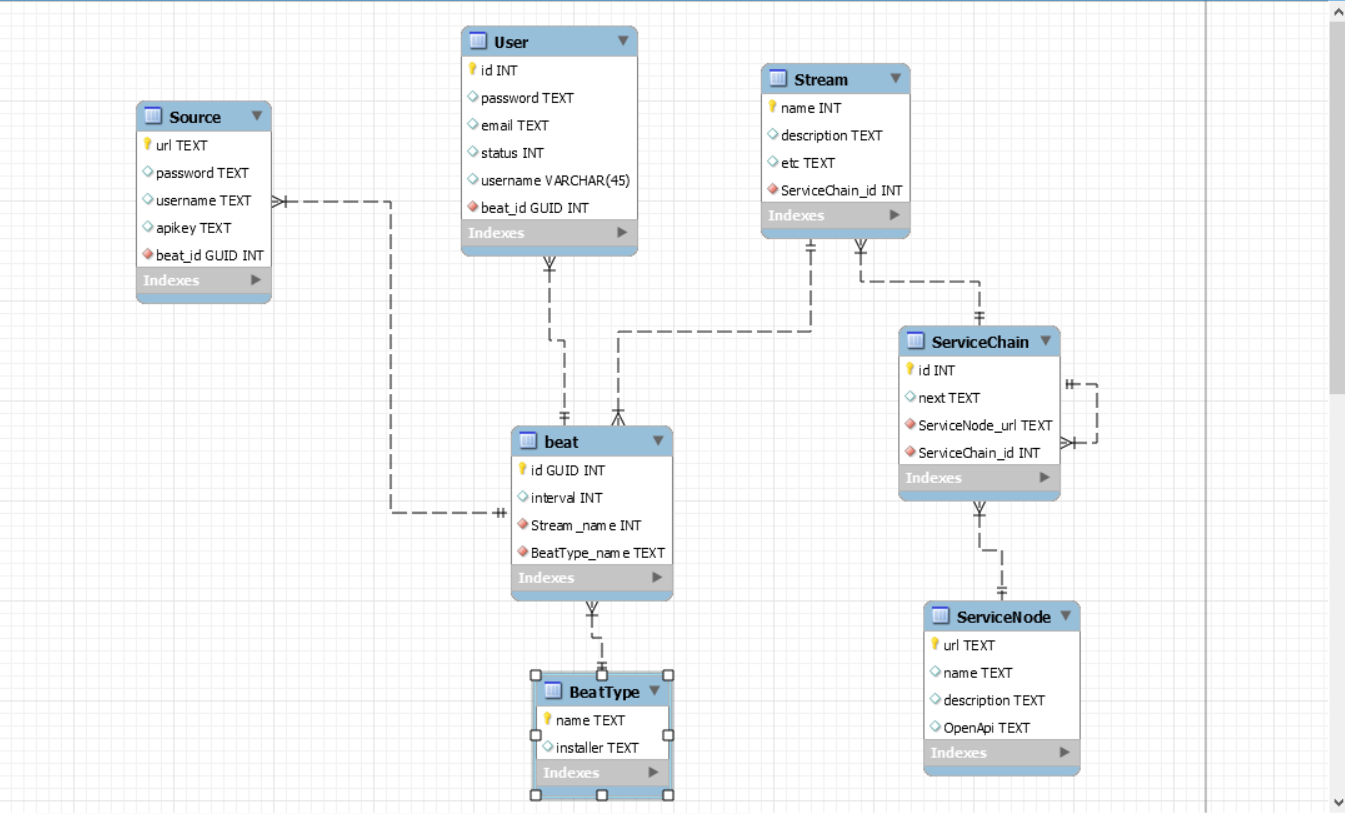 User
id INT
password TEXT
email TEXT
status INT
username VARCHAR(45)
beat_id GUID INT
Indexes
Stream
name INT
description TEXT
etc TEXT
ServiceChain_id INT
Indexes
Source
url TEXT
password TEXT
username TEXT
apikey TEXT
beat_id GUID INT
Indexes
ServiceChain
id INT
next TEXT
ServiceNode_url TEXT
ServiceChain_id INT
Indexes
beat
id GUID INT
interval INT
Stream_name INT
BeatType_name TEXT
Indexes
ServiceNode
url TEXT
name TEXT
description TEXT
OpenApi TEXT
Indexes
BeatType
name TEXT
installer TEXT
Indexes